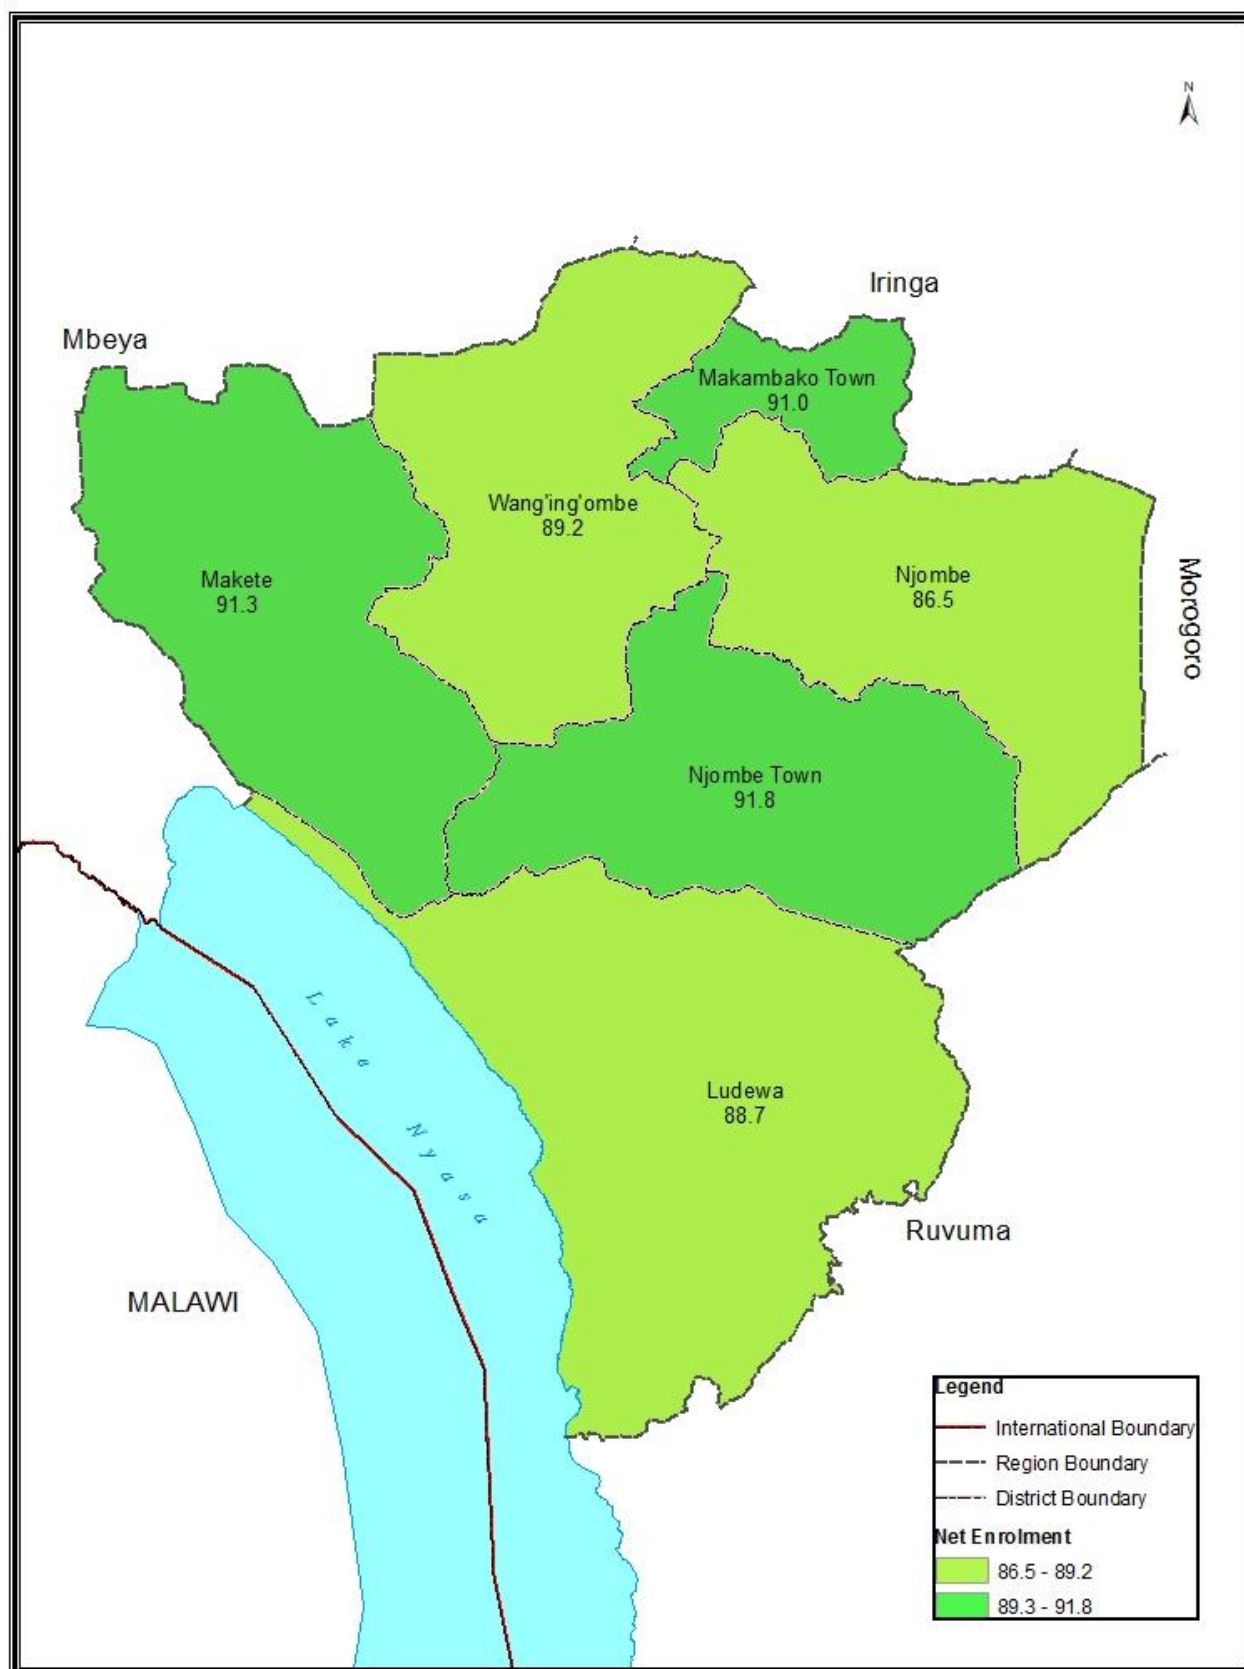 N
Iringa
Mbeya
Makambako Town
91.0
Wang'ing'ombe
89.2
Makete
91.3
Njombe
86.5
Morogoro
Njombe Town
91.8
Lake Nyasa
Ludewa
88.7
Ruvuma
MALAWI
Legend
International Boundary
Region Boundary
District Boundary
Net Enrolment
86.5 - 89.2
89.3 - 91.8